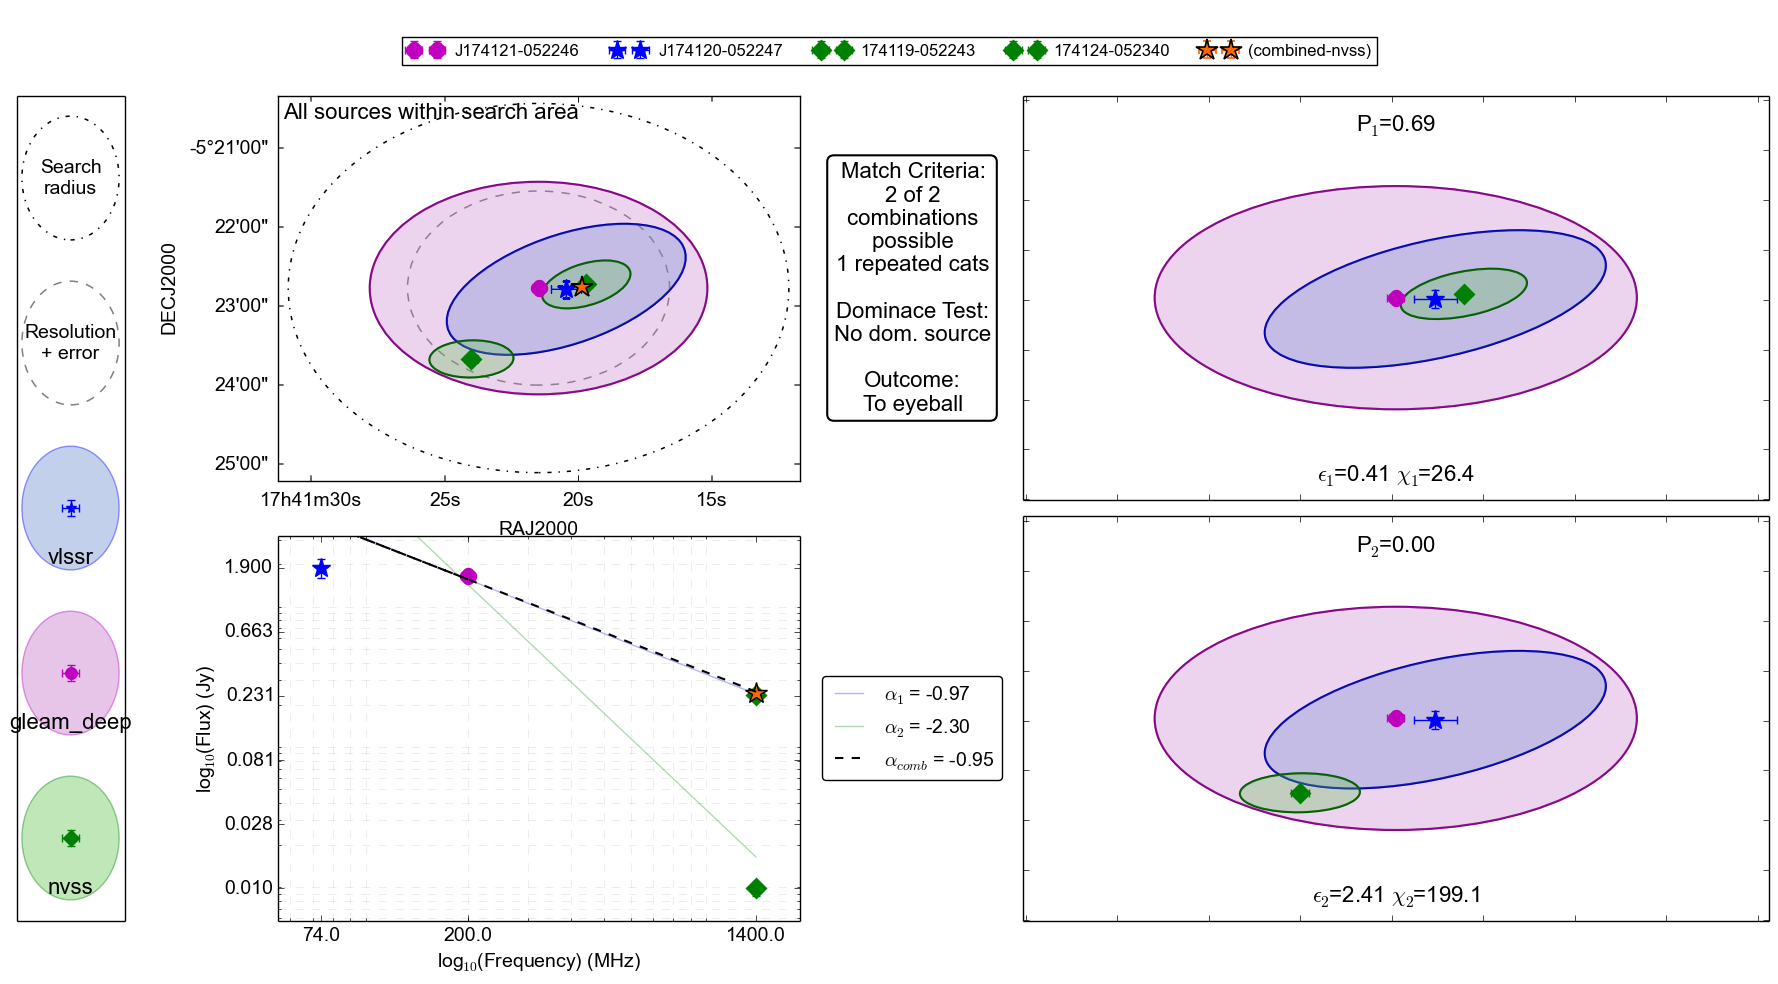 J174121-052246 J174120-052247 174119-052243 174124-052340 (combined-nvss)
Search
radius
Resolution
+ error
vlssr
gleam_deep
nvss
All sources within search area
DECJ2000
-5°21'00"
22'00"
23'00"
24'00"
25'00"
17h41m30s 25s 20s 15s
RAJ2000
Match Criteria:
2 of 2
combinations
possible
1 repeated cats
Dominace Test:
No dom. source
Outcome:
To eyeball
P₁=0.69
ϵ₁=0.41 χ₁=26.4
P₂=0.00
ϵ₂=2.41 χ₂=199.1
log₁₀(Flux) (Jy)
1.900
0.663
0.231
0.081
0.028
0.010
74.0 200.0 1400.0
log₁₀(Frequency) (MHz)
α₁ = -0.97
α₂ = -2.30
α_comb = -0.95